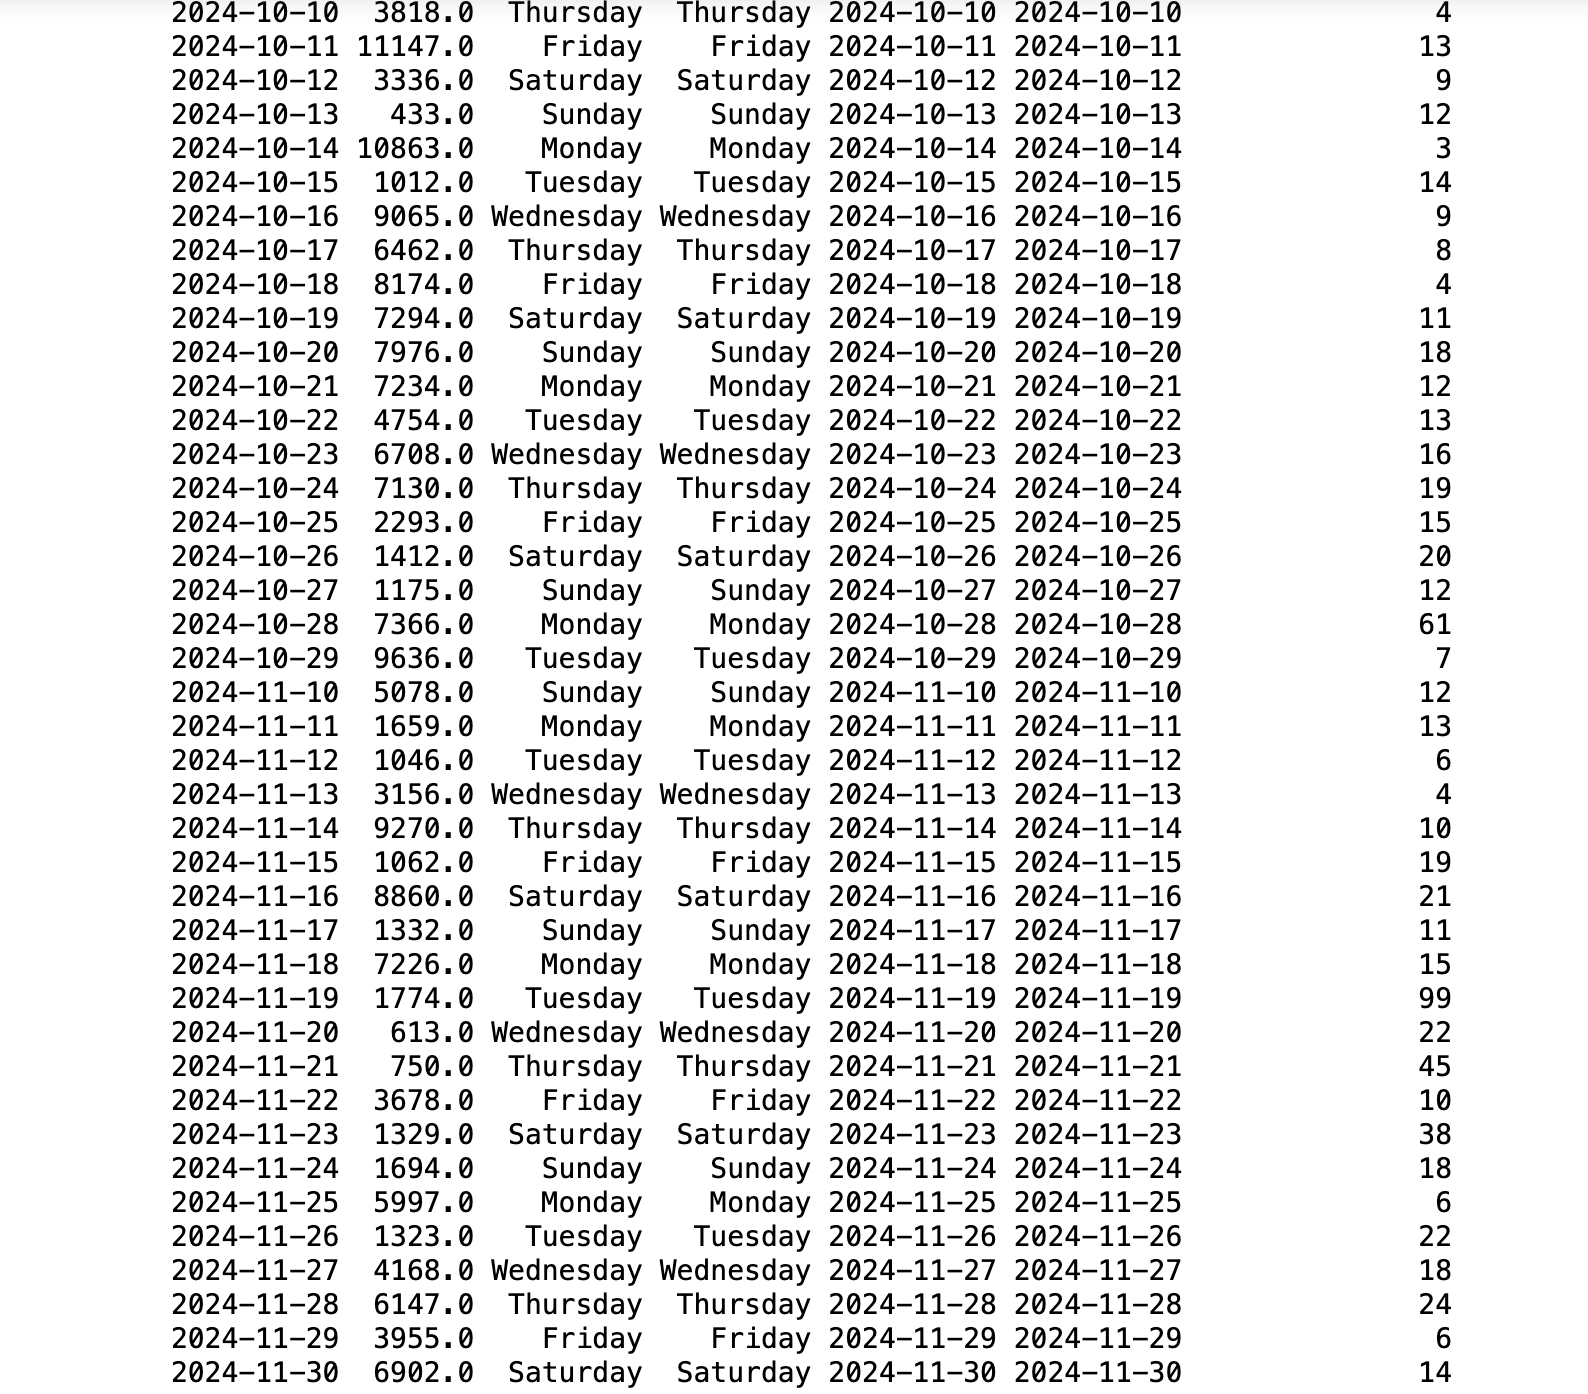 2024-10-10 3818.0 Thursday Thursday 2024-10-10 2024-10-10 4
2024-10-11 11147.0 Friday Friday 2024-10-11 2024-10-11 13
2024-10-12 3336.0 Saturday Saturday 2024-10-12 2024-10-12 9
2024-10-13 433.0 Sunday Sunday 2024-10-13 2024-10-13 12
2024-10-14 10863.0 Monday Monday 2024-10-14 2024-10-14 3
2024-10-15 1012.0 Tuesday Tuesday 2024-10-15 2024-10-15 14
2024-10-16 9065.0 Wednesday Wednesday 2024-10-16 2024-10-16 9
2024-10-17 6462.0 Thursday Thursday 2024-10-17 2024-10-17 8
2024-10-18 8174.0 Friday Friday 2024-10-18 2024-10-18 4
2024-10-19 7294.0 Saturday Saturday 2024-10-19 2024-10-19 11
2024-10-20 7976.0 Sunday Sunday 2024-10-20 2024-10-20 18
2024-10-21 7234.0 Monday Monday 2024-10-21 2024-10-21 12
2024-10-22 4754.0 Tuesday Tuesday 2024-10-22 2024-10-22 13
2024-10-23 6708.0 Wednesday Wednesday 2024-10-23 2024-10-23 16
2024-10-24 7130.0 Thursday Thursday 2024-10-24 2024-10-24 19
2024-10-25 2293.0 Friday Friday 2024-10-25 2024-10-25 15
2024-10-26 1412.0 Saturday Saturday 2024-10-26 2024-10-26 20
2024-10-27 1175.0 Sunday Sunday 2024-10-27 2024-10-27 12
2024-10-28 7366.0 Monday Monday 2024-10-28 2024-10-28 61
2024-10-29 9636.0 Tuesday Tuesday 2024-10-29 2024-10-29 7
2024-11-10 5078.0 Sunday Sunday 2024-11-10 2024-11-10 12
2024-11-11 1659.0 Monday Monday 2024-11-11 2024-11-11 13
2024-11-12 1046.0 Tuesday Tuesday 2024-11-12 2024-11-12 6
2024-11-13 3156.0 Wednesday Wednesday 2024-11-13 2024-11-13 4
2024-11-14 9270.0 Thursday Thursday 2024-11-14 2024-11-14 10
2024-11-15 1062.0 Friday Friday 2024-11-15 2024-11-15 19
2024-11-16 8860.0 Saturday Saturday 2024-11-16 2024-11-16 21
2024-11-17 1332.0 Sunday Sunday 2024-11-17 2024-11-17 11
2024-11-18 7226.0 Monday Monday 2024-11-18 2024-11-18 15
2024-11-19 1774.0 Tuesday Tuesday 2024-11-19 2024-11-19 99
2024-11-20 613.0 Wednesday Wednesday 2024-11-20 2024-11-20 22
2024-11-21 750.0 Thursday Thursday 2024-11-21 2024-11-21 45
2024-11-22 3678.0 Friday Friday 2024-11-22 2024-11-22 10
2024-11-23 1329.0 Saturday Saturday 2024-11-23 2024-11-23 38
2024-11-24 1694.0 Sunday Sunday 2024-11-24 2024-11-24 18
2024-11-25 5997.0 Monday Monday 2024-11-25 2024-11-25 6
2024-11-26 1323.0 Tuesday Tuesday 2024-11-26 2024-11-26 22
2024-11-27 4168.0 Wednesday Wednesday 2024-11-27 2024-11-27 18
2024-11-28 6147.0 Thursday Thursday 2024-11-28 2024-11-28 24
2024-11-29 3955.0 Friday Friday 2024-11-29 2024-11-29 6
2024-11-30 6902.0 Saturday Saturday 2024-11-30 2024-11-30 14